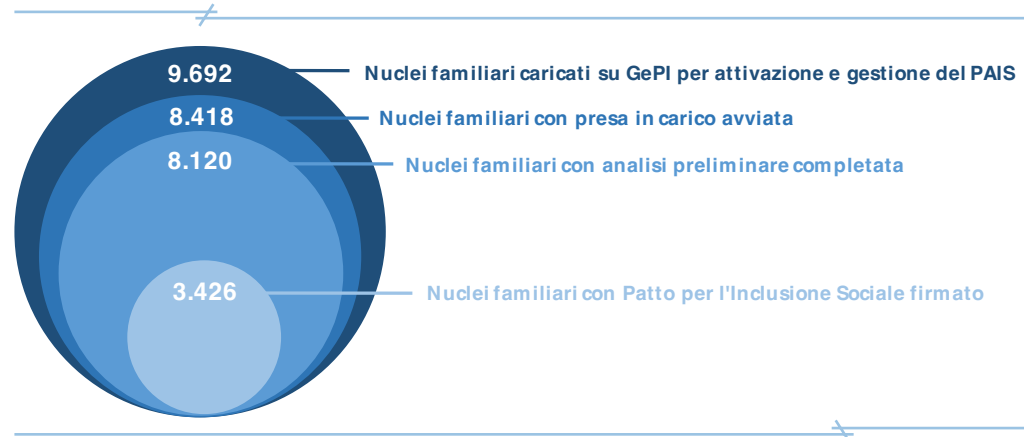 9.692 Nuclei familiari caricati su GePI per attivazione e gestione del PAIS
8.418 Nuclei familiari con presa in carico avviata
8.120 Nuclei familiari con analisi preliminare completata
3.426 Nuclei familiari con Patto per l'Inclusione Sociale firmato